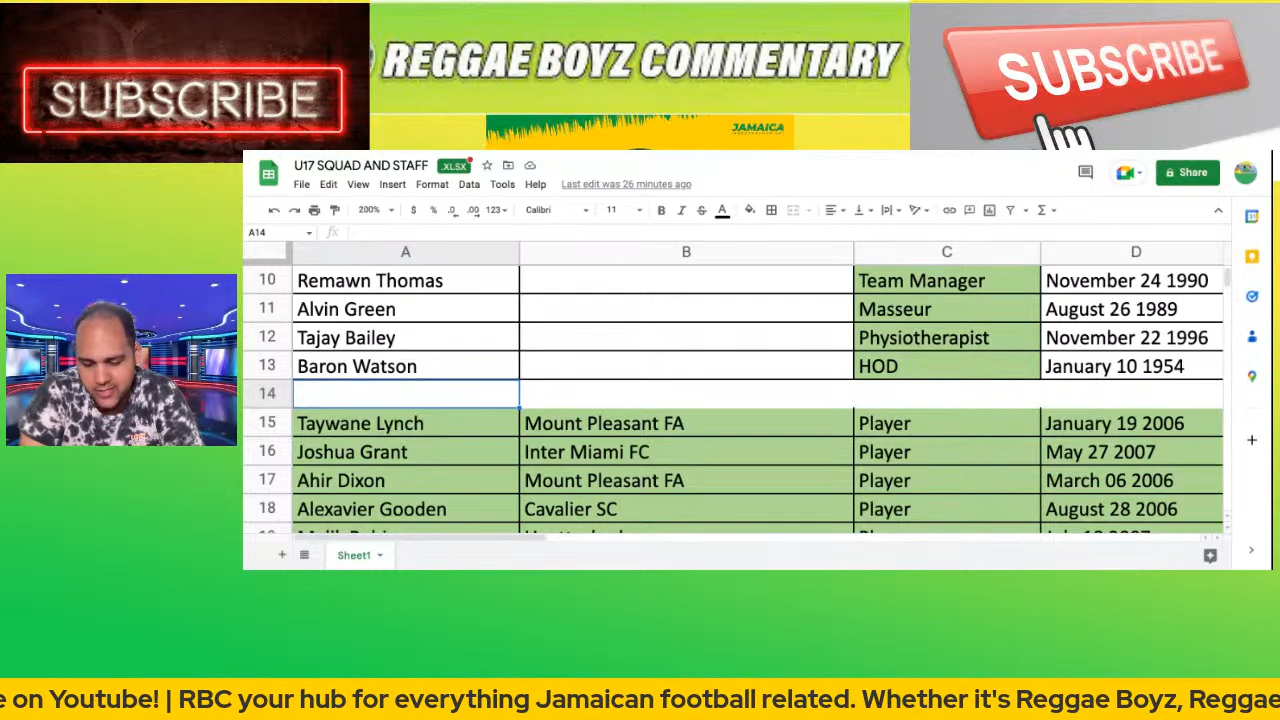 SUBSCRIBE
REGGAE BOYZ COMMENTARY
SUBSCRIBE
JAMAICA
U17 SQUAD AND STAFF .XLSX
File Edit View Insert Format Data Tools Help Last edit was 26 minutes ago
Share
200% $ % .0 .00 123 Calibri 11 B I S A
A14 fx
A B C D
10 Remawn Thomas Team Manager November 24 1990
11 Alvin Green Masseur August 26 1989
12 Tajay Bailey Physiotherapist November 22 1996
13 Baron Watson HOD January 10 1954
14
15 Taywane Lynch Mount Pleasant FA Player January 19 2006
16 Joshua Grant Inter Miami FC Player May 27 2007
17 Ahir Dixon Mount Pleasant FA Player March 06 2006
18 Alexavier Gooden Cavalier SC Player August 28 2006
Sheet1
e on Youtube! | RBC your hub for everything Jamaican football related. Whether it's Reggae Boyz, Reggae